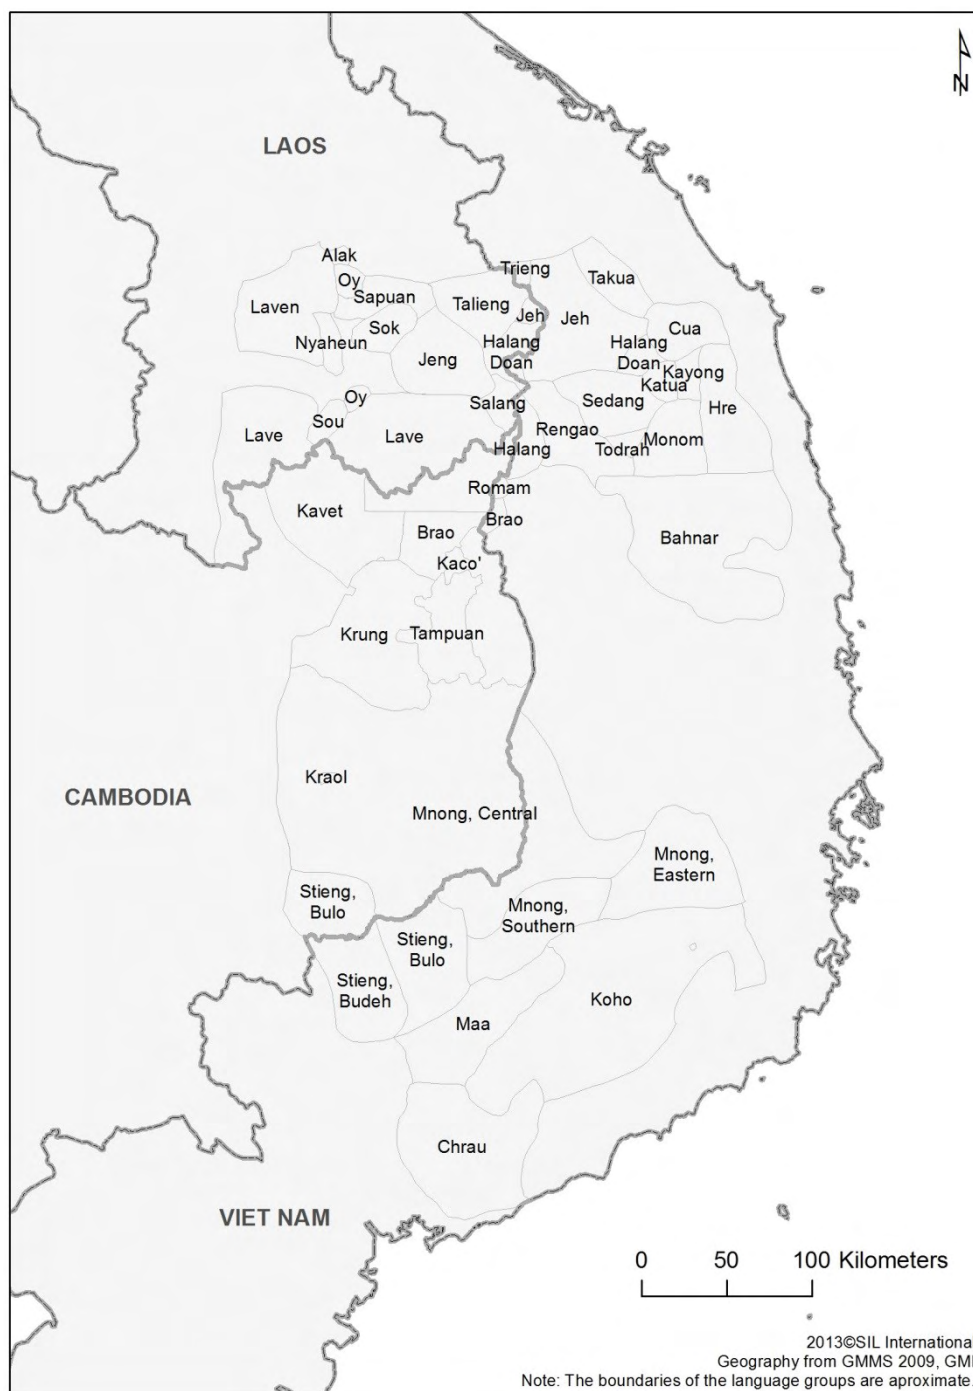 N
LAOS
Alak
Oy
Sapuan
Laven
Sok
Nyaheun
Talieng
Trieng
Takua
Jeh
Jeh
Halang
Doan
Jeng
Halang
Doan
Cua
Kayong
Katua
Sedang
Hre
Oy
Sou
Lave
Lave
Salang
Rengao
Monom
Todrah
Halang
Romam
Kavet
Brao
Brao
Kaco'
Bahnar
Krung
Tampuan
Kraol
CAMBODIA
Mnong, Central
Mnong,
Eastern
Stieng,
Bulo
Mnong,
Southern
Stieng,
Bulo
Stieng,
Budeh
Maa
Koho
Chrau
VIET NAM
0 50 100 Kilometers
2013©SIL International
Geography from GMMS 2009, GMI
Note: The boundaries of the language groups are aproximate.